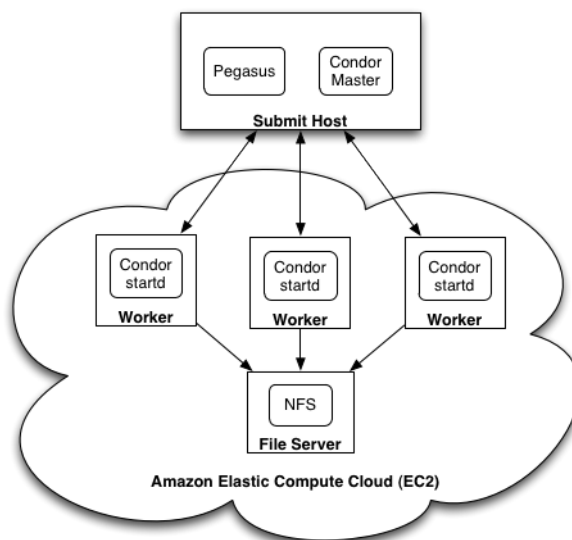 Pegasus
Condor
Master
Submit Host
Condor
startd
Worker
Condor
startd
Worker
Condor
startd
Worker
NFS
File Server
Amazon Elastic Compute Cloud (EC2)